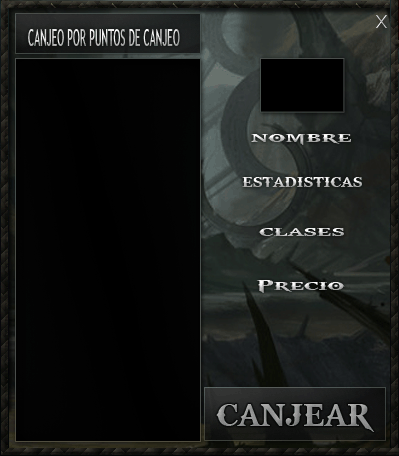 CANJEO POR PUNTOS DE CANJEO
X
NOMBRE
ESTADISTICAS
CLASES
PRECIO
CANJEAR